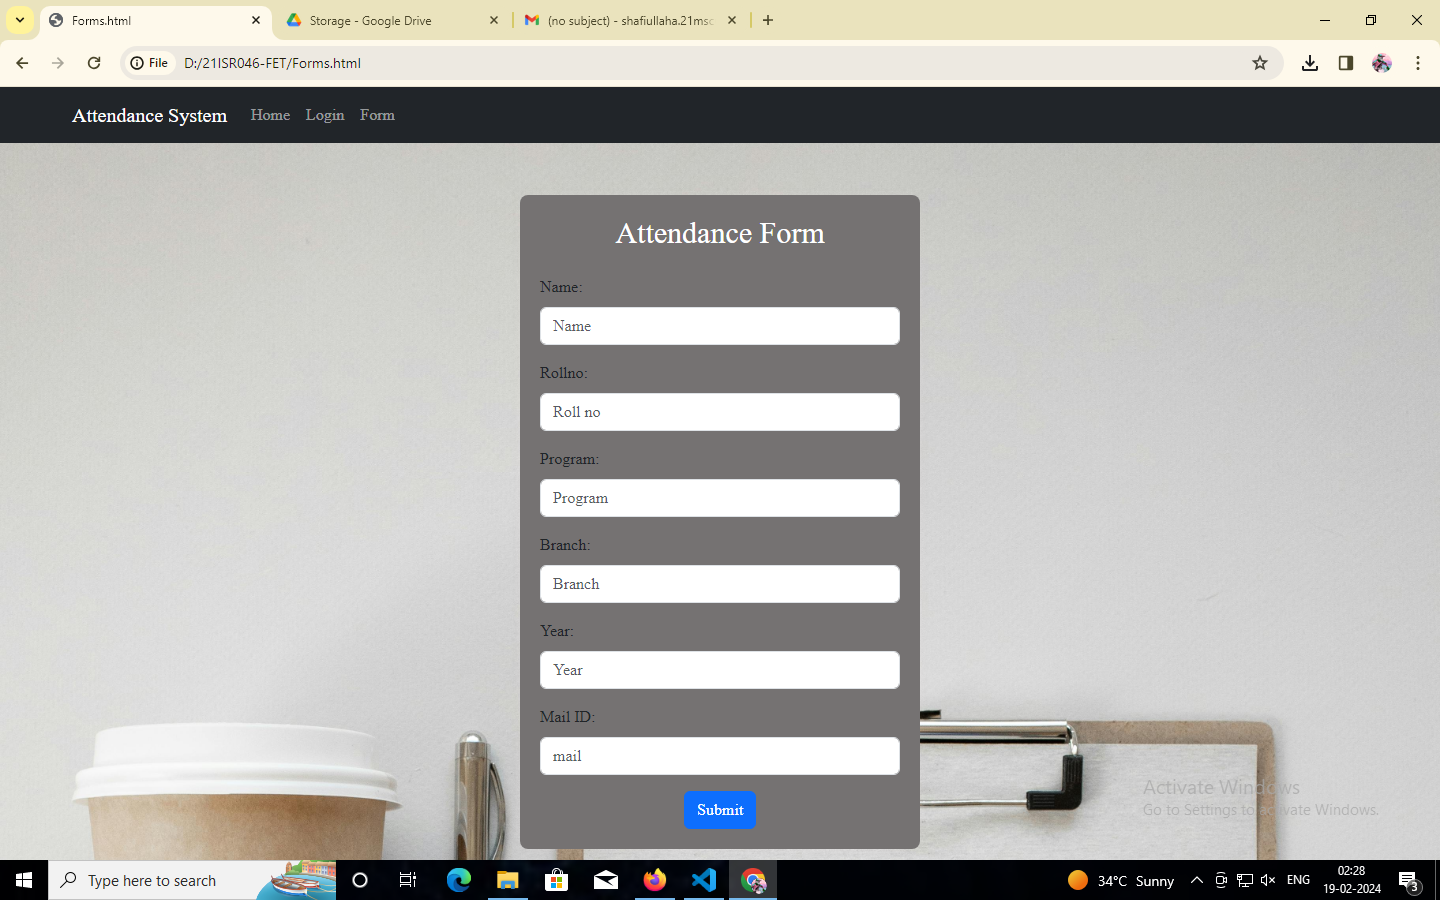 Forms.html
Storage - Google Drive
(no subject) - shafiullaha.21msc
File
D:/21ISR046-FET/Forms.html
Attendance System
Home
Login
Form
Attendance Form
Name:
Name
Rollno:
Roll no
Program:
Program
Branch:
Branch
Year:
Year
Mail ID:
mail
Submit
Activate Windows
Go to Settings to activate Windows.
Type here to search
34°C Sunny
ENG
02:28
19-02-2024
3